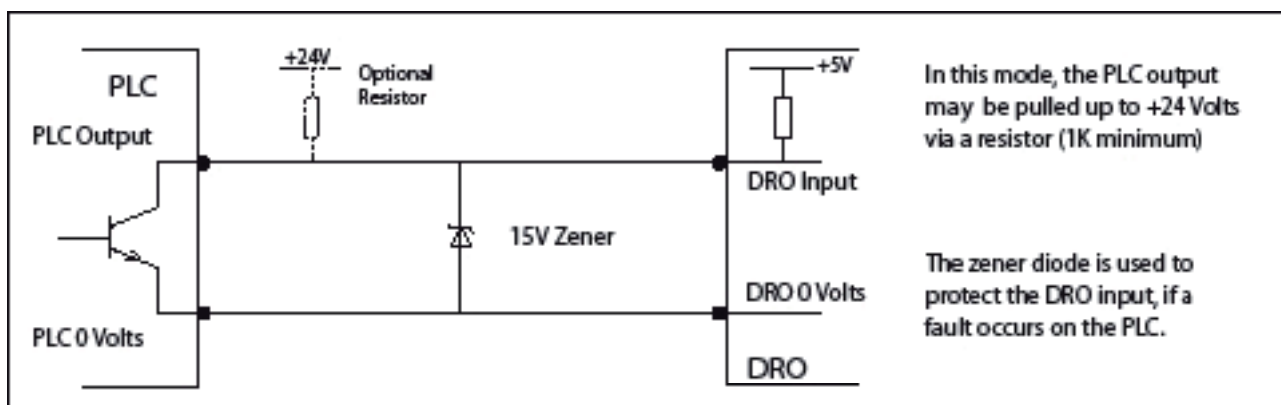 PLC
PLC Output
PLC 0 Volts
+24V
Optional
Resistor
15V Zener
+5V
DRO Input
DRO 0 Volts
DRO
In this mode, the PLC output
may be pulled up to +24 Volts
via a resistor (1K minimum)
The zener diode is used to
protect the DRO input, if a
fault occurs on the PLC.